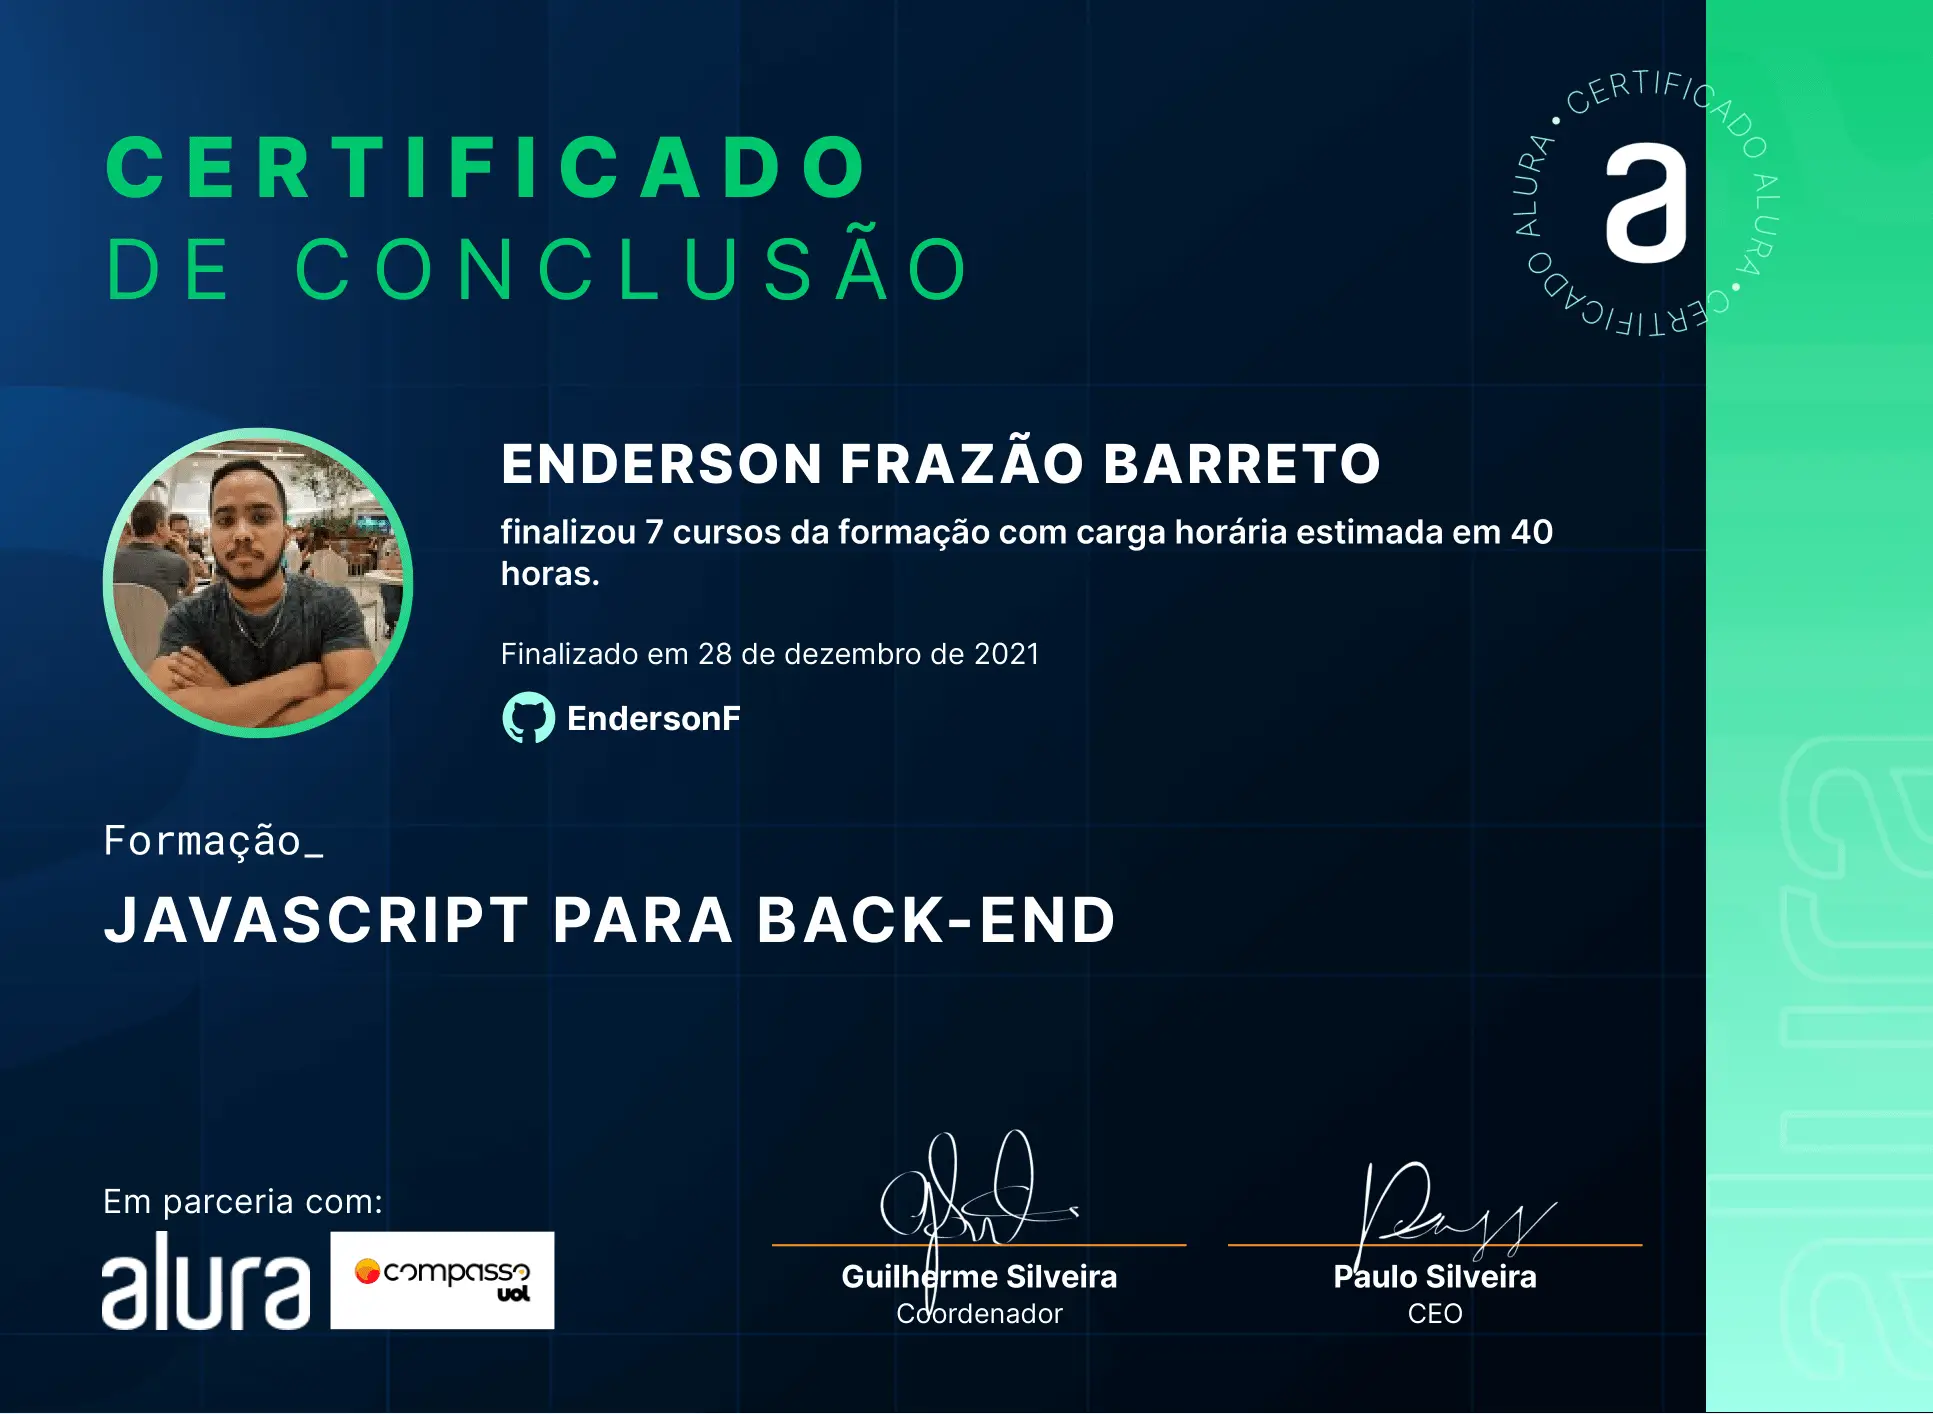 CERTIFICADO
DE CONCLUSÃO
CERTIFICADO ALURA • CERTIFICADO ALURA •
a
ENDERSON FRAZÃO BARRETO
finalizou 7 cursos da formação com carga horária estimada em 40
horas.
Finalizado em 28 de dezembro de 2021
EndersonF
Formação_
JAVASCRIPT PARA BACK-END
Em parceria com:
alura
compasso
uol
Guilherme Silveira
Coordenador
Paulo Silveira
CEO
alura